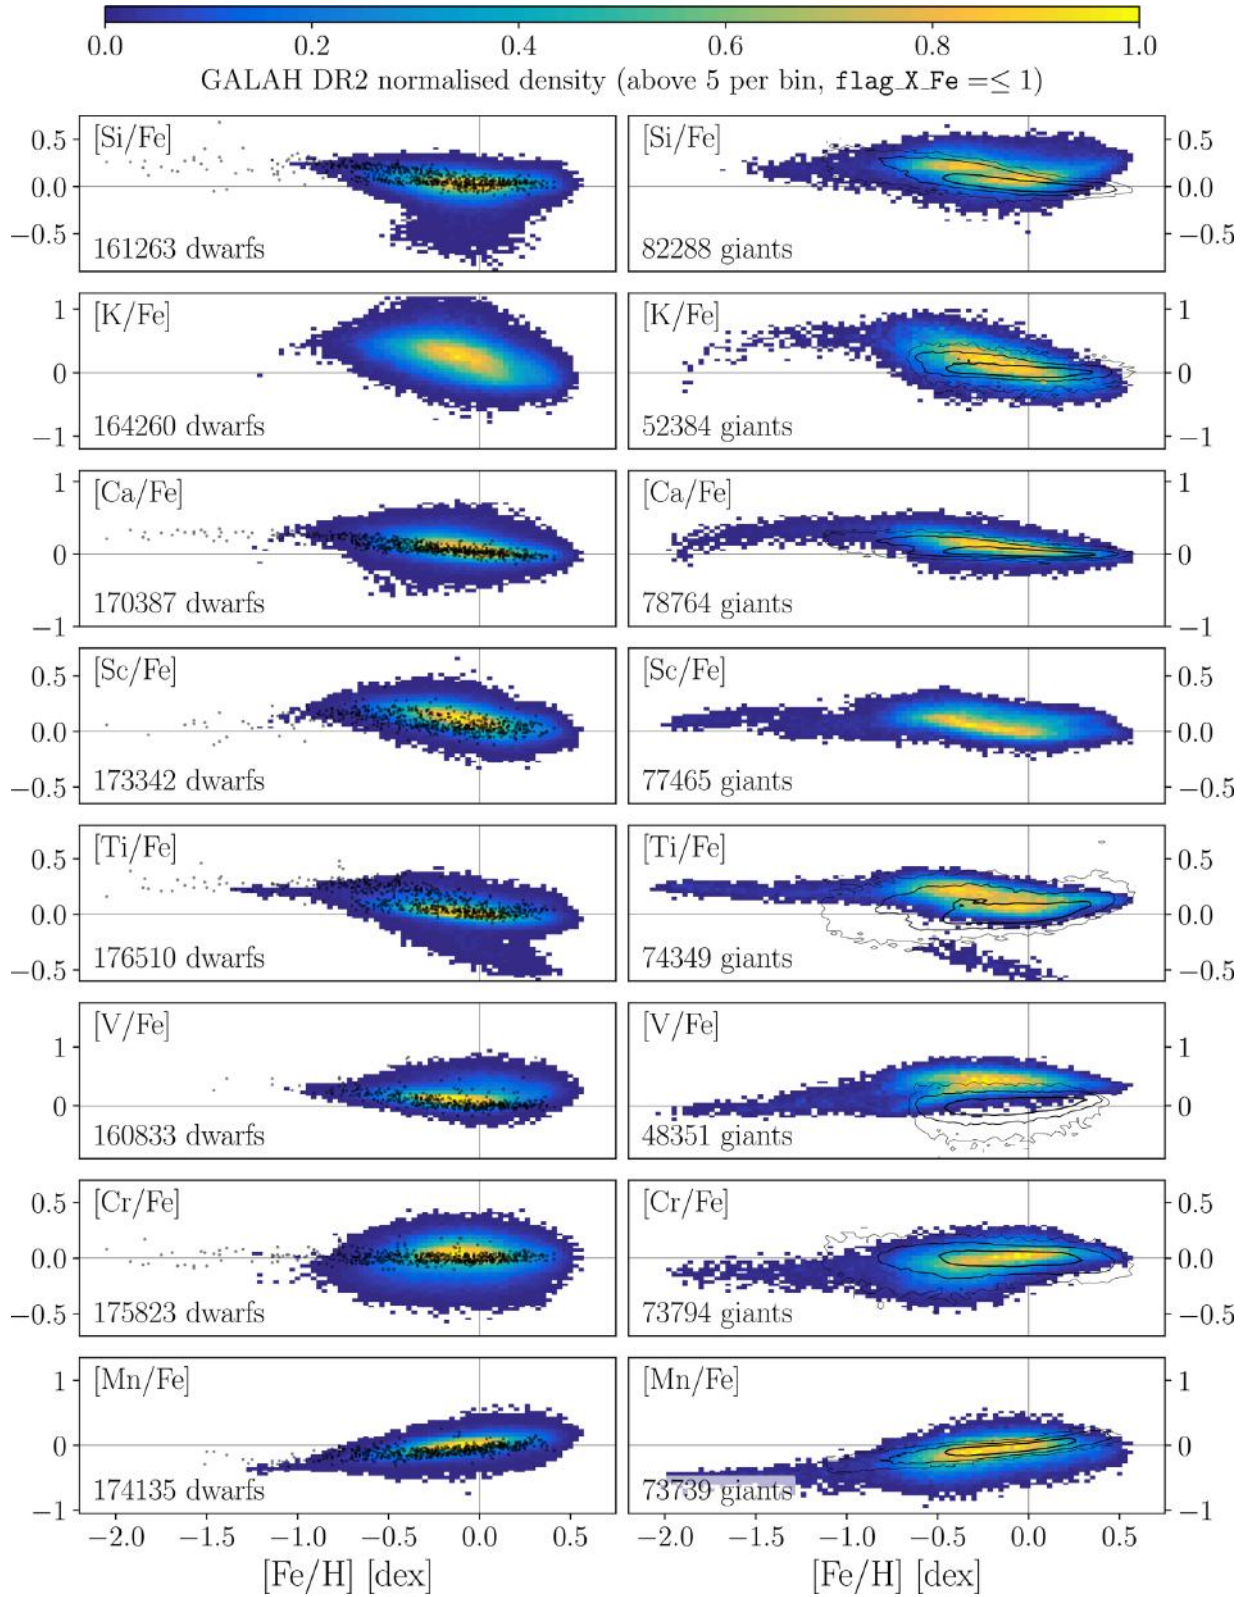 0.0 0.2 0.4 0.6 0.8 1.0
GALAH DR2 normalised density (above 5 per bin, flag_X_Fe =≤ 1)
0.5 [Si/Fe] [Si/Fe] 0.5
0.0 0.0
−0.5 161263 dwarfs 82288 giants −0.5
1 [K/Fe] [K/Fe] 1
0 0
−1 164260 dwarfs 52384 giants −1
1 [Ca/Fe] [Ca/Fe] 1
0 0
−1 170387 dwarfs 78764 giants −1
0.5 [Sc/Fe] [Sc/Fe] 0.5
0.0 0.0
−0.5 173342 dwarfs 77465 giants −0.5
0.5 [Ti/Fe] [Ti/Fe] 0.5
0.0 0.0
−0.5 176510 dwarfs 74349 giants −0.5
[V/Fe] [V/Fe]
1 1
0 0
160833 dwarfs 48351 giants
0.5 [Cr/Fe] [Cr/Fe] 0.5
0.0 0.0
−0.5 175823 dwarfs 73794 giants −0.5
1 [Mn/Fe] [Mn/Fe] 1
0 0
174135 dwarfs 73739 giants
−1 −1
−2.0 −1.5 −1.0 −0.5 0.0 0.5 −2.0 −1.5 −1.0 −0.5 0.0 0.5
[Fe/H] [dex] [Fe/H] [dex]